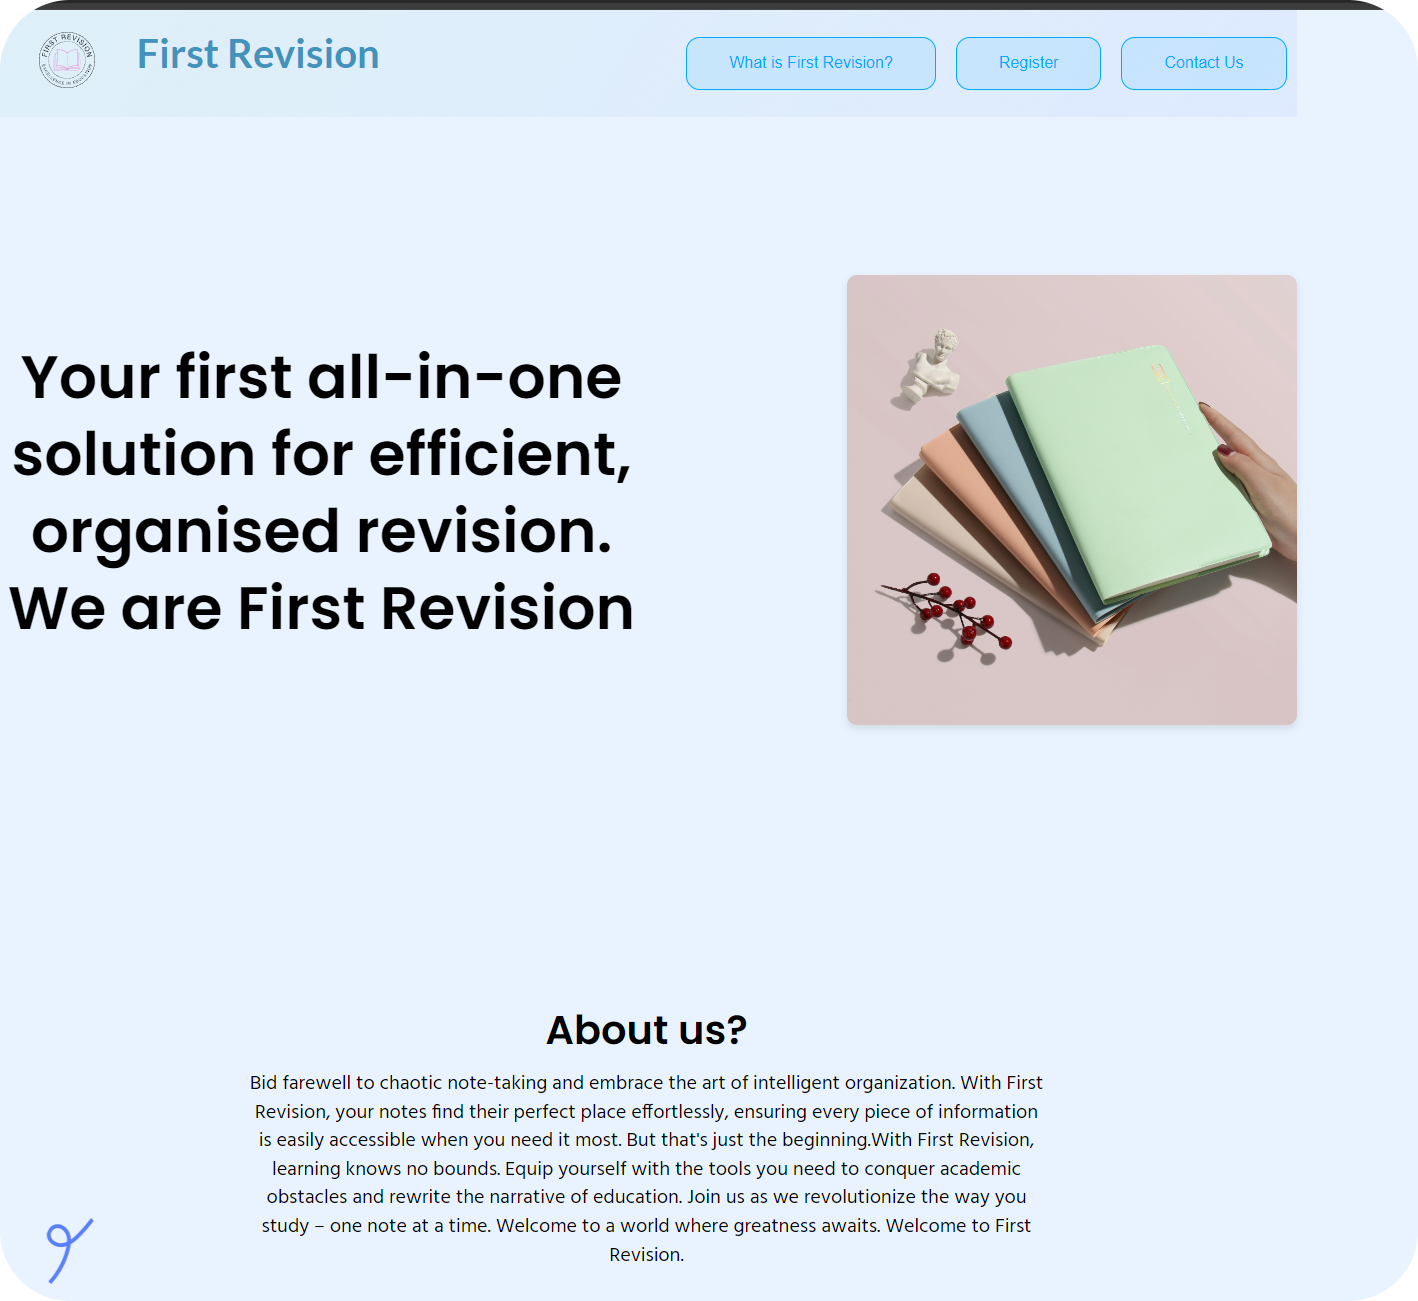 FIRST REVISION
EXCELLENCE IN EDUCATION
First Revision
What is First Revision?
Register
Contact Us
Your first all-in-one
solution for efficient,
organised revision.
We are First Revision
About us?
Bid farewell to chaotic note-taking and embrace the art of intelligent organization. With First
Revision, your notes find their perfect place effortlessly, ensuring every piece of information
is easily accessible when you need it most. But that's just the beginning.With First Revision,
learning knows no bounds. Equip yourself with the tools you need to conquer academic
obstacles and rewrite the narrative of education. Join us as we revolutionize the way you
study – one note at a time. Welcome to a world where greatness awaits. Welcome to First
Revision.